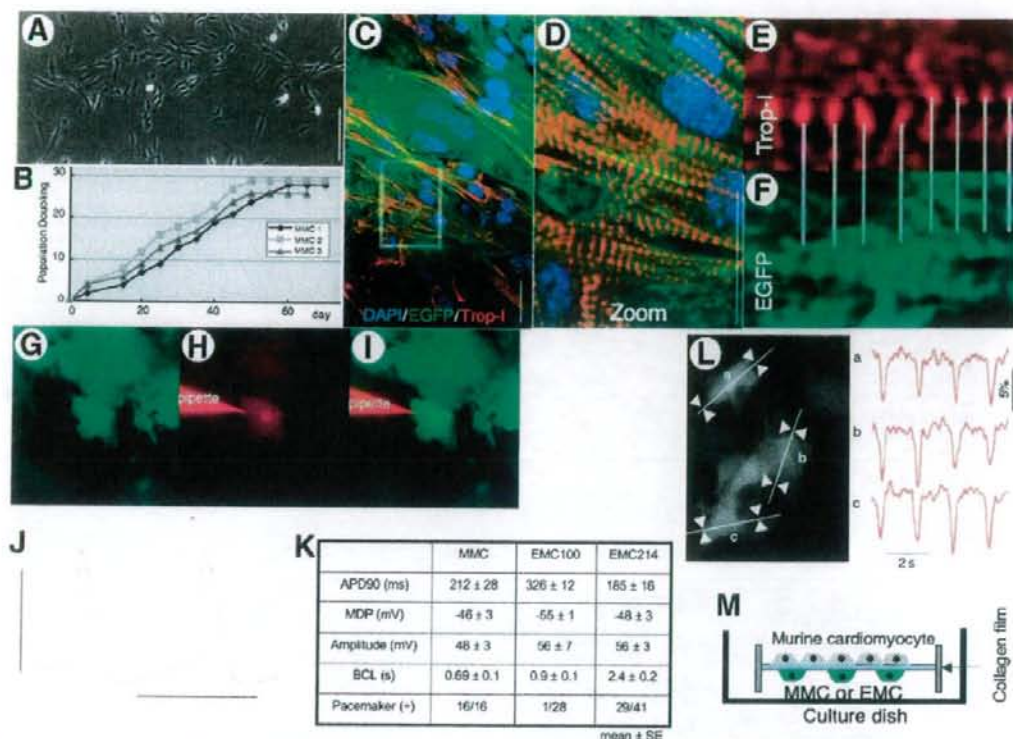 A
B
Population Doubling
30
20
10
0
MMC 1
MMC 2
MMC 3
0
20
40
60
day
C
DAPI/EGFP/Trop-I
D
Zoom
E
Trop-I
F
EGFP
G
H
pipette
I
pipette
J
K
MMC EMC100 EMC214
APD90 (ms) 212 ± 28 326 ± 12 185 ± 16
MDP (mV) -46 ± 3 -55 ± 1 -48 ± 3
Amplitude (mV) 48 ± 3 56 ± 7 56 ± 3
BCL (s) 0.69 ± 0.1 0.9 ± 0.1 2.4 ± 0.2
Pacemaker (+) 16/16 1/28 29/41
mean ± SE
L
a
b
c
a
b
c
5%
2 s
M
Murine cardiomyocyte
MMC or EMC
Culture dish
Collagen film